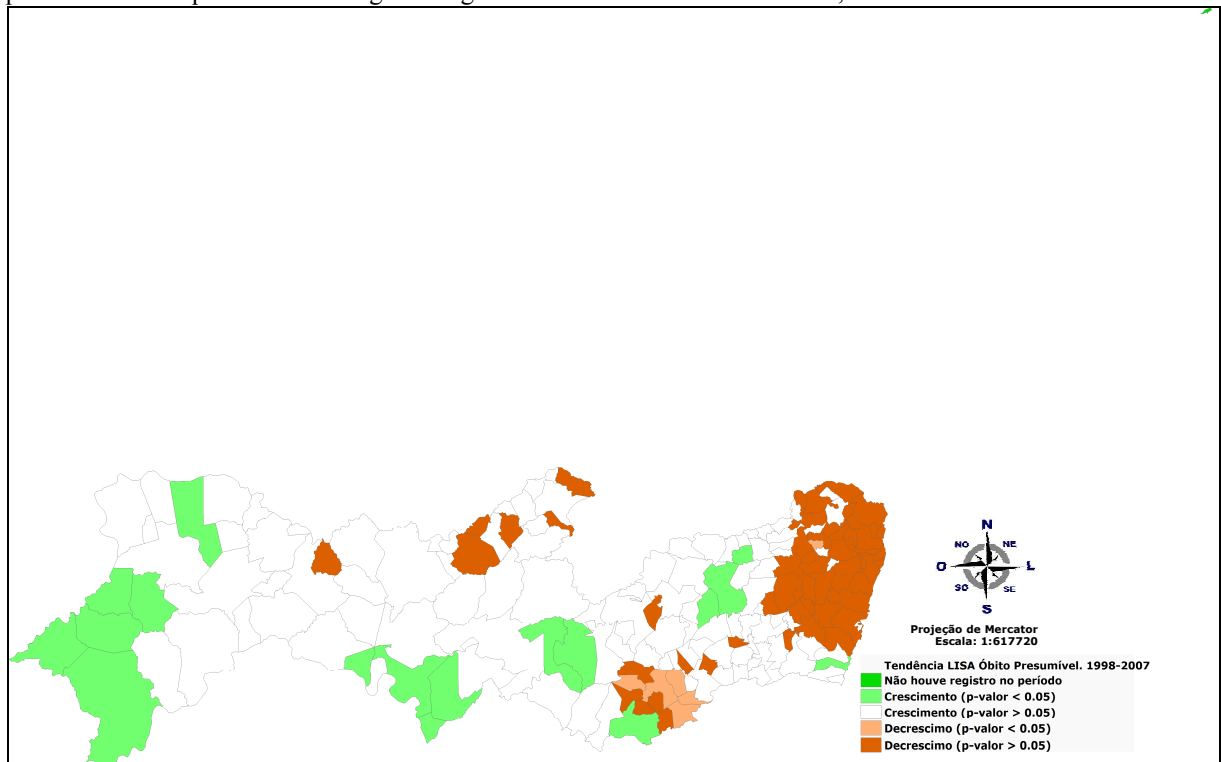 N
NO NE
O L
SO SE
S
Projeção de Mercator
Escala: 1:617720
Tendência LISA Óbito Presumível. 1998-2007
Não houve registro no período
Crescimento (p-valor < 0.05)
Crescimento (p-valor > 0.05)
Decrescimo (p-valor < 0.05)
Decrescimo (p-valor > 0.05)